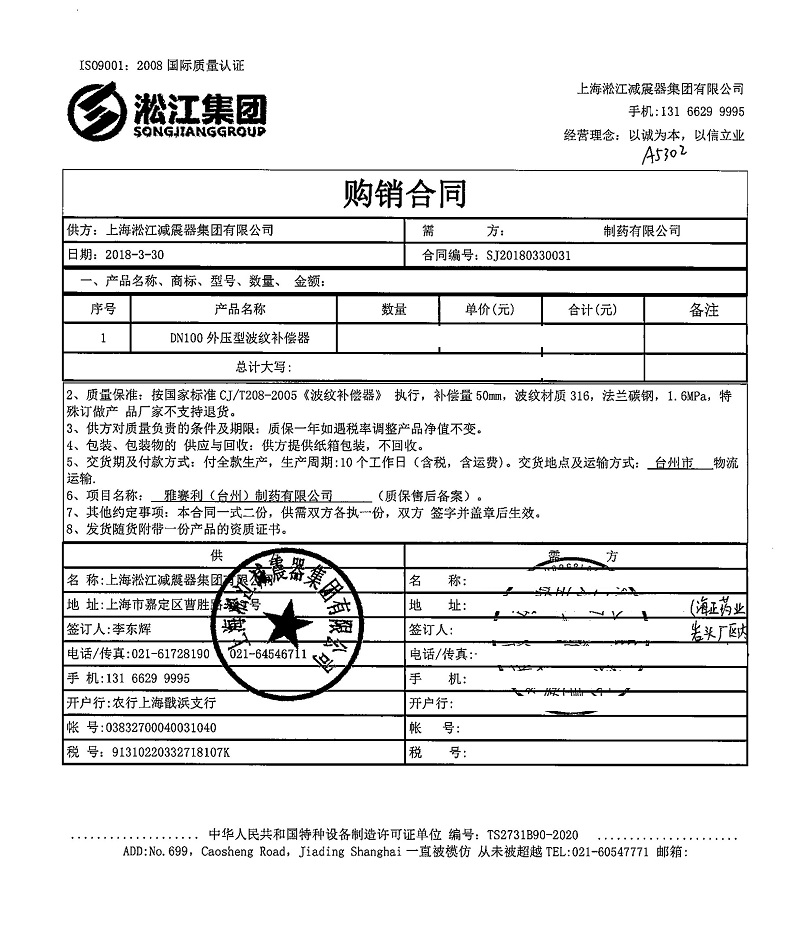 ISO9001: 2008 国际质量认证
淞江集团
SONGJIANGGROUP
上海淞江减震器集团有限公司
手机:131 6629 9995
经营理念: 以诚为本, 以信立业
A5302
购销合同
供方: 上海淞江减震器集团有限公司 需 方: 制药有限公司
日期: 2018-3-30 合同编号: SJ20180330031
一、产品名称、商标、型号、数量、 金额:
序号 产品名称 数量 单价(元) 合计(元) 备注
1 DN100 外压型波纹补偿器
总计大写:
2、质量保准: 按国家标准 CJ/T208-2005《波纹补偿器》 执行, 补偿量 50mm, 波纹材质 316, 法兰碳钢, 1.6MPa, 特
殊订做产 品厂家不支持退货。
3、供方对质量负责的条件及期限: 质保一年如遇税率调整产品净值不变。
4、包装、包装物的 供应与回收: 供方提供纸箱包装, 不回收。
5、交货期及付款方式: 付全款生产, 生产周期:10 个工作日 (含税, 含运费)。交货地点及运输方式: 台州市 物流
运输.
6、项目名称: 雅赛利（台州）制药有限公司 (质保售后备案)。
7、其他约定事项: 本合同一式二份, 供需双方各执一份, 双方 签字并盖章后生效。
8、发货随货附带一份产品的资质证书。
供 需 方
名 称:上海淞江减震器集团有限公 名 称:
地 址:上海市嘉定区曹胜路 号 地 址: (海正药业
签订人:李东辉 签订人: 岩头厂区内
电话/传真:021-61728190 021-64546711 电话/传真:
手 机:131 6629 9995 手 机:
开户行:农行上海戬浜支行 开户行:
帐 号:03832700040031040 帐 号:
税 号: 91310220332718107K 税 号:
上海淞江减震器集团有限公司
中华人民共和国特种设备制造许可证单位 编号: TS2731B90-2020
ADD:No.699, Caosheng Road, Jiading Shanghai 一直被模仿 从未被超越 TEL:021-60547771 邮箱: